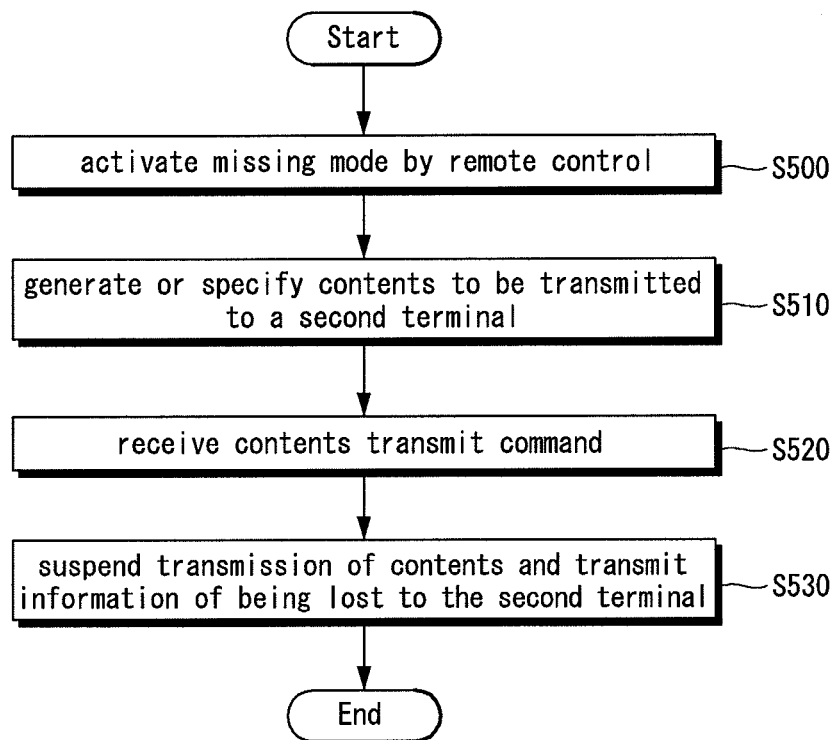 Start
activate missing mode by remote control
S500
generate or specify contents to be transmitted
to a second terminal
S510
receive contents transmit command
S520
suspend transmission of contents and transmit
information of being lost to the second terminal
S530
End